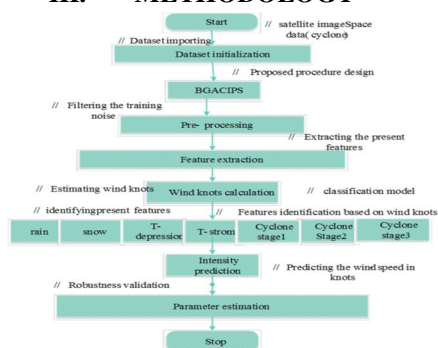 III. METHODOLOGY
Start
// satellite imageSpace
data( cyclone)
// Dataset importing
Dataset initialization
// Proposed procedure design
BGACIPS
// Filtering the training
noise
Pre- processing
// Extracting the present
features
Feature extraction
// Estimating wind knots
Wind knots calculation
// classification model
// identifyingpresent features
// Features identification based on wind knots
rain
snow
T-
depression
T- strom
Cyclone
stage1
Cyclone
Stage2
Cyclone
stage3
Intensity
prediction
// Predicting the windspeed in
knots
// Robustness validation
Parameter estimation
Stop